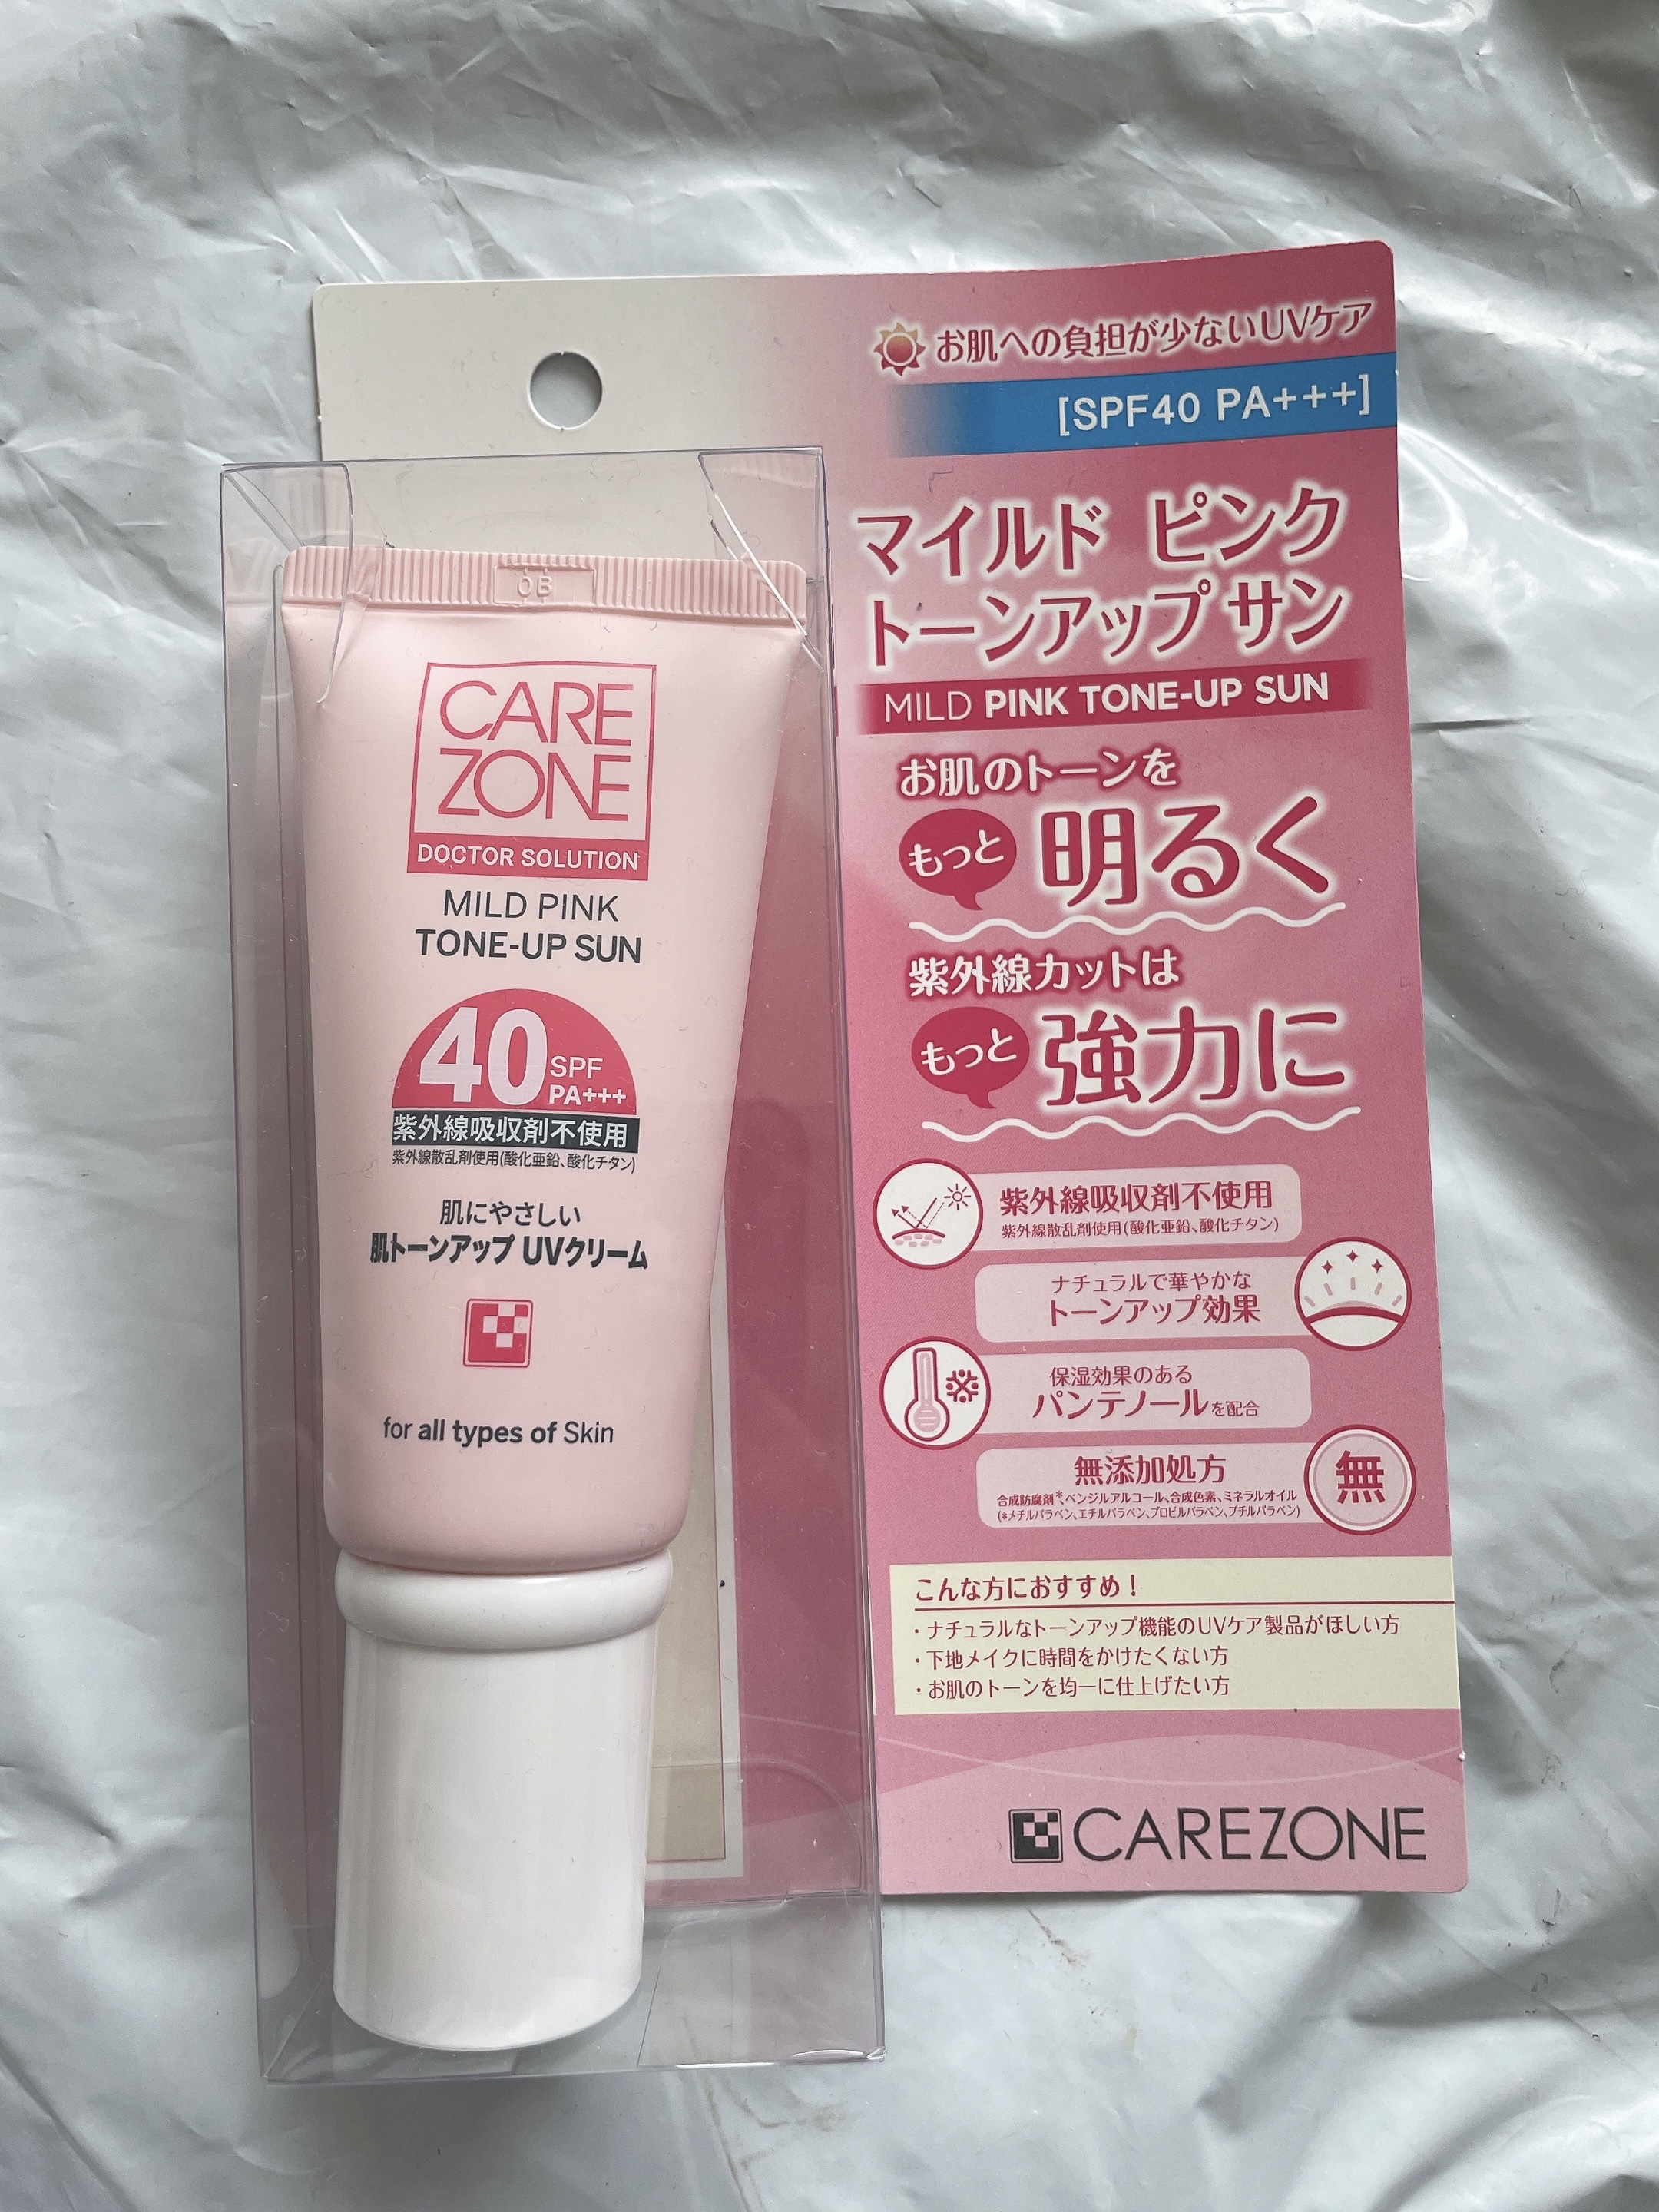 お肌への負担が少ないUVケア
[SPF40 PA+++]
マイルド ピンク
トーンアップ サン
MILD PINK TONE-UP SUN
お肌のトーンを
もっと 明るく
紫外線カットは
もっと 強力に
紫外線吸収剤不使用
紫外線散乱剤使用(酸化亜鉛、酸化チタン)
ナチュラルで華やかな
トーンアップ効果
保湿効果のある
パンテノールを配合
無添加処方
無
合成防腐剤*、ベンジルアルコール、合成色素、ミネラルオイル
(*メチルパラベン、エチルパラベン、プロピルパラベン、ブチルパラベン)
こんな方におすすめ！
・ナチュラルなトーンアップ機能のUVケア製品がほしい方
・下地メイクに時間をかけたくない方
・お肌のトーンを均一に仕上げたい方
CAREZONE
CARE
ZONE
DOCTOR SOLUTION
MILD PINK
TONE-UP SUN
40 SPF
PA+++
紫外線吸収剤不使用
紫外線散乱剤使用(酸化亜鉛、酸化チタン)
肌にやさしい
肌トーンアップ UVクリーム
for all types of Skin